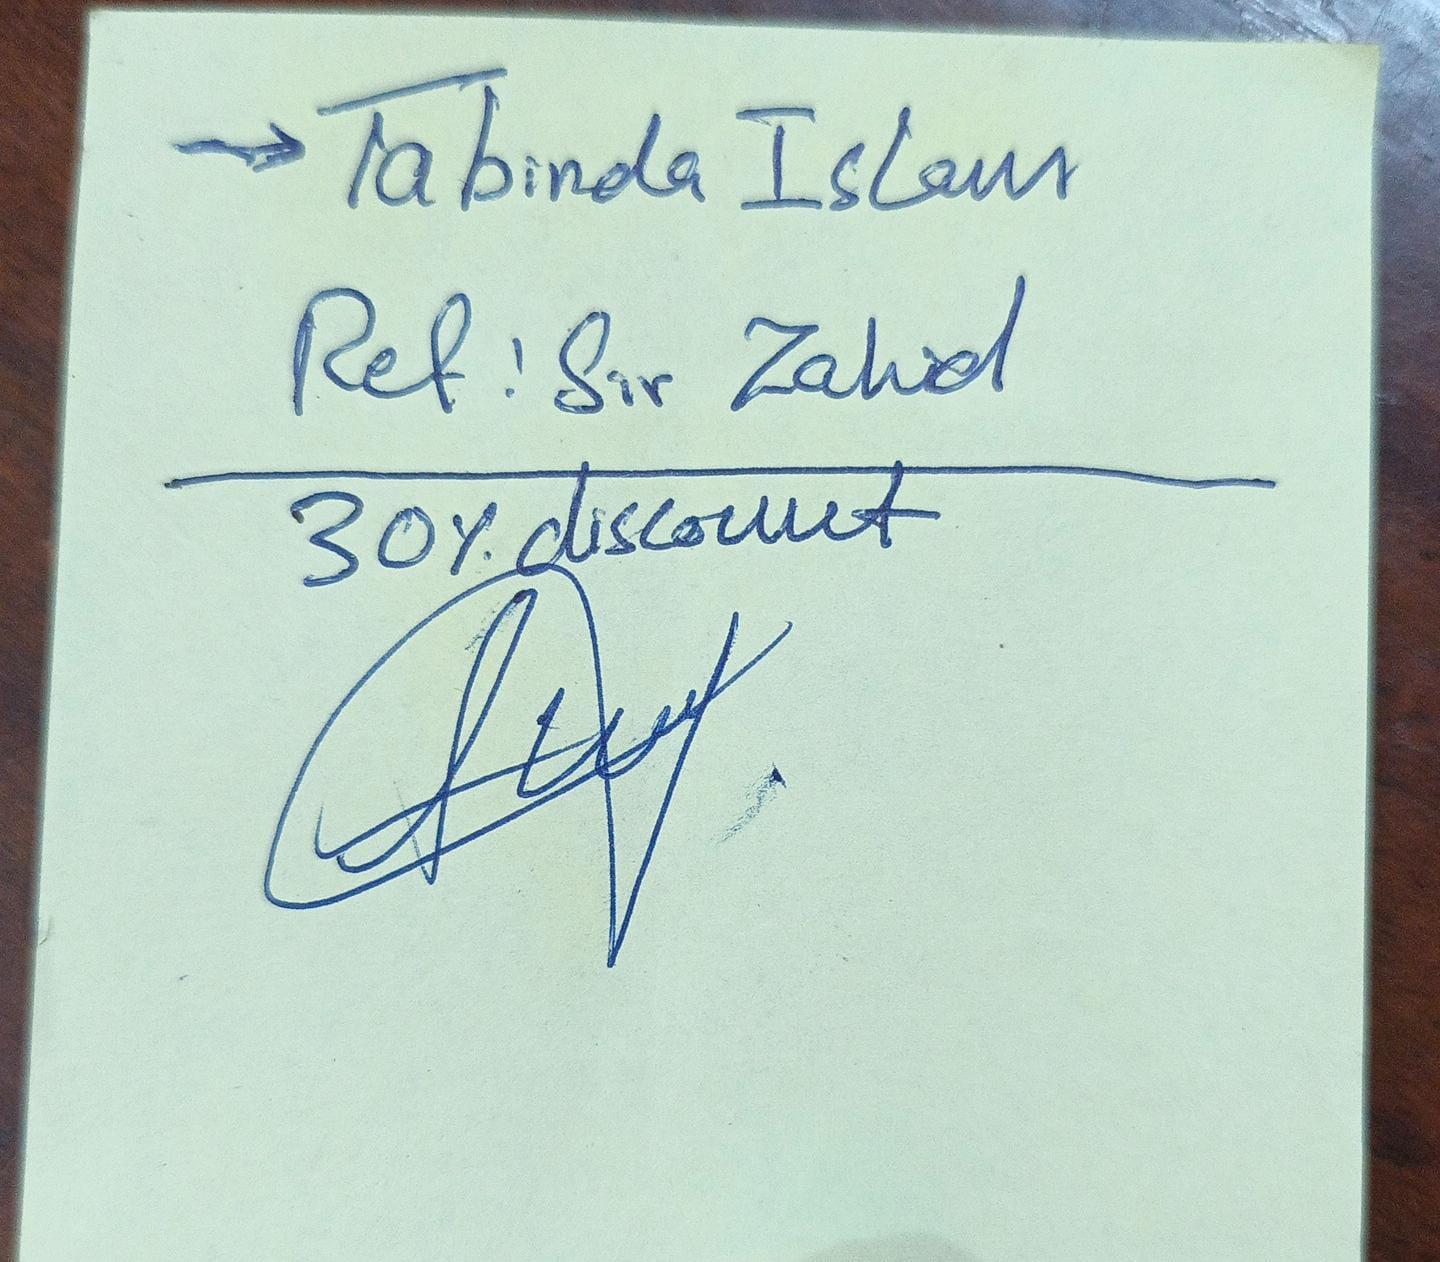 → Tabinda Islam
Ref: Sir Zahid
30% discount